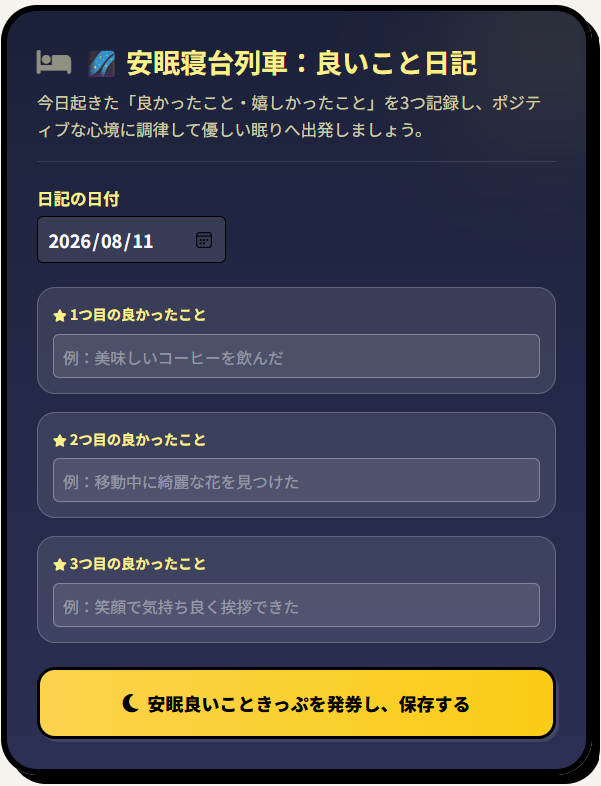 安眠寝台列車：良いこと日記
今日起きた「良かったこと・嬉しかったこと」を3つ記録し、ポジテ
ィブな心境に調律して優しい眠りへ出発しましょう。
日記の日付
2026/08/11
1つ目の良かったこと
例：美味しいコーヒーを飲んだ
2つ目の良かったこと
例：移動中に綺麗な花を見つけた
3つ目の良かったこと
例：笑顔で気持ち良く挨拶できた
安眠良いこときっぷを発券し、保存する